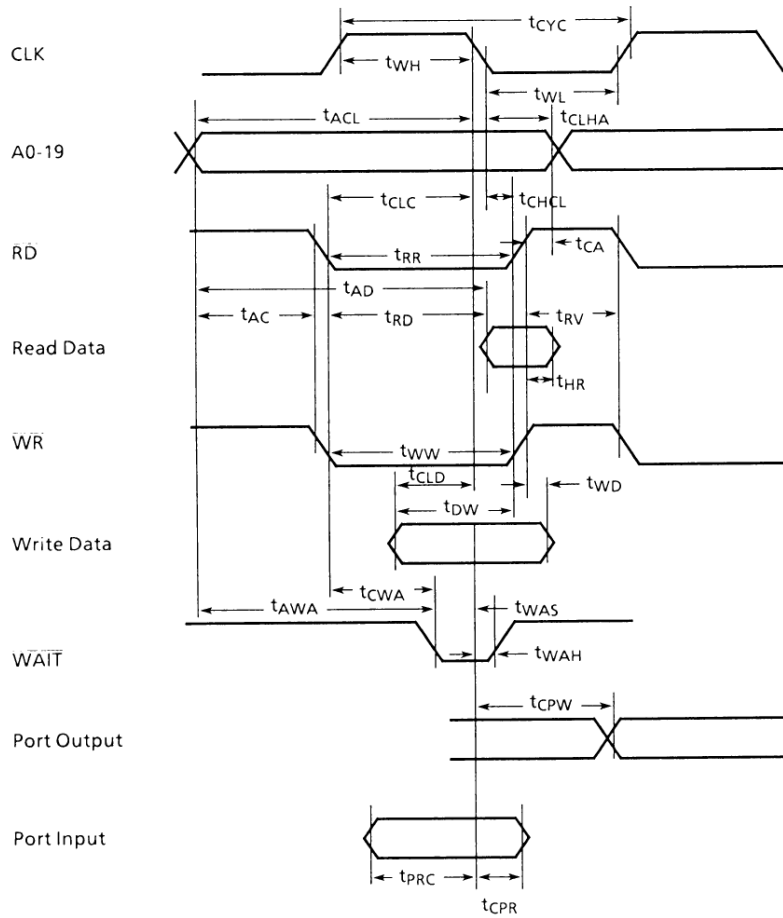 tCYC
CLK
tWH
tWL
tACL
tCLHA
A0-19
tCLC
tCHCL
RD
tRR
tCA
tAD
tAC
tRD
tRV
Read Data
tHR
WR
tWW
tCLD
tWD
tDW
Write Data
tCWA
tAWA
tWAS
WAIT
tWAH
tCPW
Port Output
Port Input
tPRC
tCPR